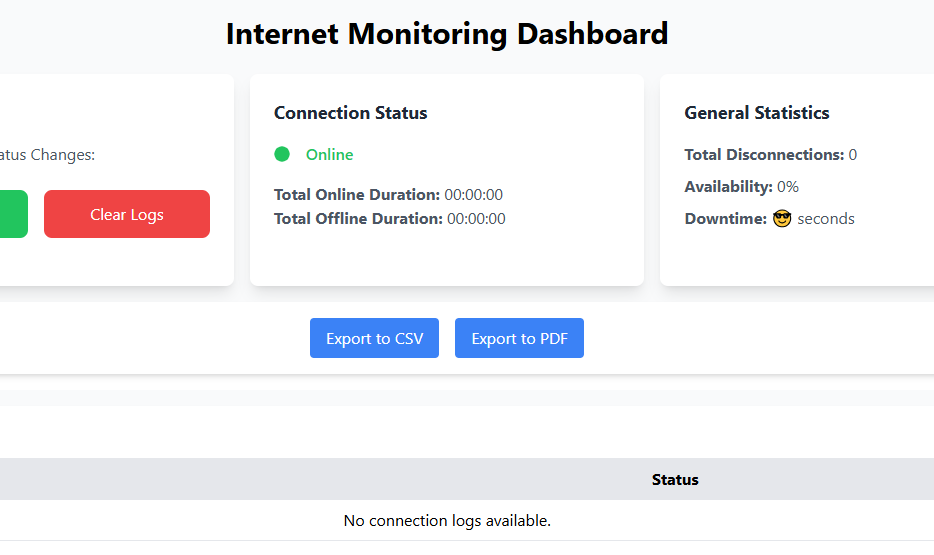 Internet Monitoring Dashboard
atus Changes:
Clear Logs
Connection Status
Online
Total Online Duration: 00:00:00
Total Offline Duration: 00:00:00
General Statistics
Total Disconnections: 0
Availability: 0%
Downtime: 😎 seconds
Export to CSV
Export to PDF
Status
No connection logs available.